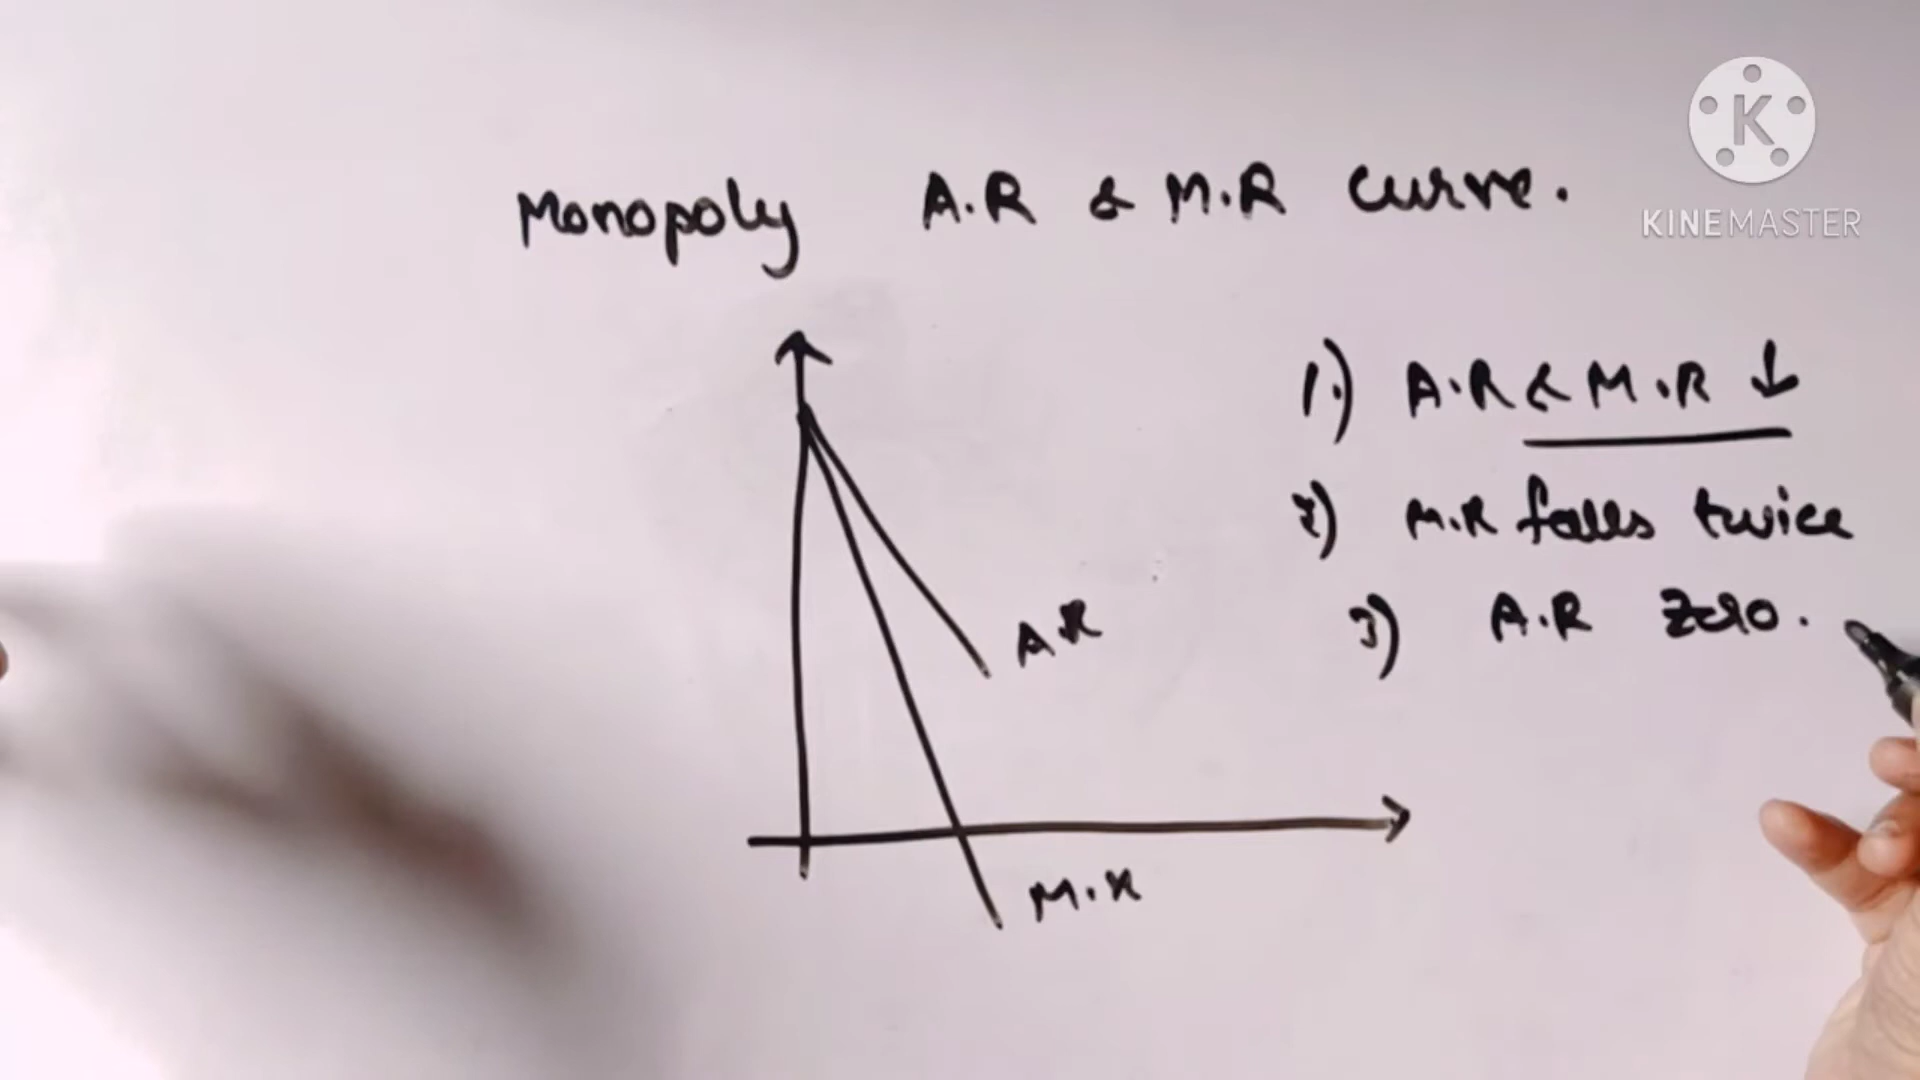 K
KINEMASTER
Monopoly A.R & M.R curve.
1.) A.R & M.R ↓
2) M.R falls twice
3) A.R zero.
A.R
M.R